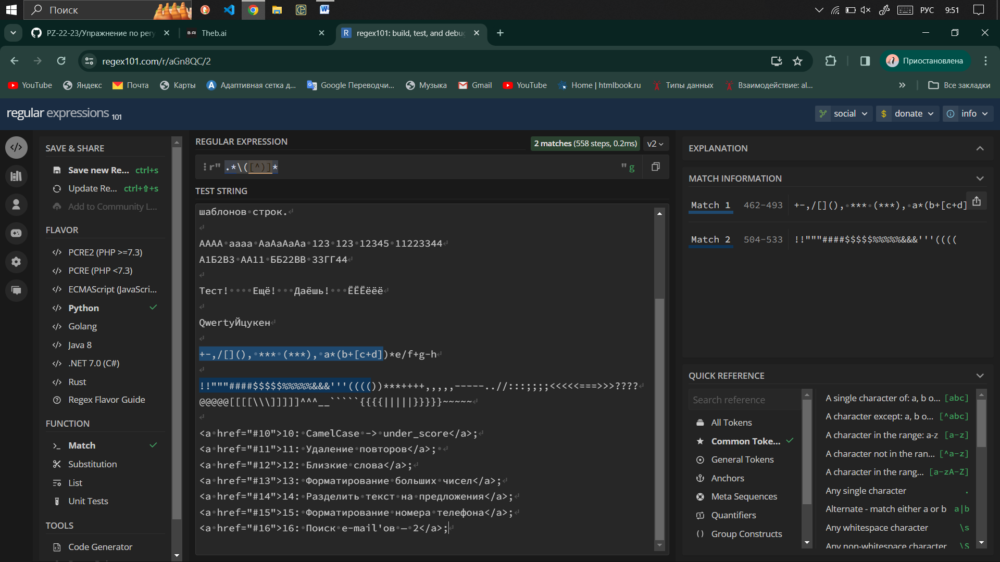 Поиск
РУС
9:51
PZ-22-23/Упражнение по регу
Theb.ai
regex101: build, test, and debug
regex101.com/r/aGn8QC/2
Приостановлена
YouTube
Яндекс
Почта
Карты
Адаптивная сетка д...
Google Переводчи...
Музыка
Gmail
YouTube
Home | htmlbook.ru
Типы данных
Взаимодействие: al...
Все закладки
regular expressions 101
social
donate
info
SAVE & SHARE
Save new Re... ctrl+s
Update Re... ctrl+⇧+s
Add to Community L...
FLAVOR
PCRE2 (PHP >=7.3)
PCRE (PHP <7.3)
ECMAScript (JavaScri...
Python
Golang
Java 8
.NET 7.0 (C#)
Rust
Regex Flavor Guide
FUNCTION
Match
Substitution
List
Unit Tests
TOOLS
Code Generator
REGULAR EXPRESSION
2 matches (558 steps, 0.2ms)
v2
r" .*\([^)]* " g
TEST STRING
шаблонов строк.
АААА аааа АаАаАаАа 123 123 12345 11223344
А1Б2В3 АА11 ББ22ВВ 33ГГ44
Тест!    Ещё!   Даёшь!   ЁЁЁёёё
QwertyЙцукен
+-,/[](), *** (***), a*(b+[c+d])*e/f+g-h
!!"""####$$$$$%%%%%&&&'''(((())***++++,,,,,-----..//:::;;;;<<<<<===>>>????
@@@@@[[[[\\\]]]]]^^^__`````{{{{|||||}}}}}~~~~~
<a href="#10">10: CamelCase -> under_score</a>;
<a href="#11">11: Удаление повторов</a>;
<a href="#12">12: Близкие слова</a>;
<a href="#13">13: Форматирование больших чисел</a>;
<a href="#14">14: Разделить текст на предложения</a>;
<a href="#15">15: Форматирование номера телефона</a>;
<a href="#16">16: Поиск e-mail'ов — 2</a>;
EXPLANATION
MATCH INFORMATION
Match 1 462-493 +-,/[](), *** (***), a*(b+[c+d]
Match 2 504-533 !!"""####$$$$$%%%%%&&&'''((((
QUICK REFERENCE
Search reference
All Tokens
Common Toke...
General Tokens
Anchors
Meta Sequences
Quantifiers
Group Constructs
A single character of: a, b o... [abc]
A character except: a, b o... [^abc]
A character in the range: a-z [a-z]
A character not in the ran... [^a-z]
A character in the rang... [a-zA-Z]
Any single character .
Alternate - match either a or b a|b
Any whitespace character \s
Any non-whitespace character \S